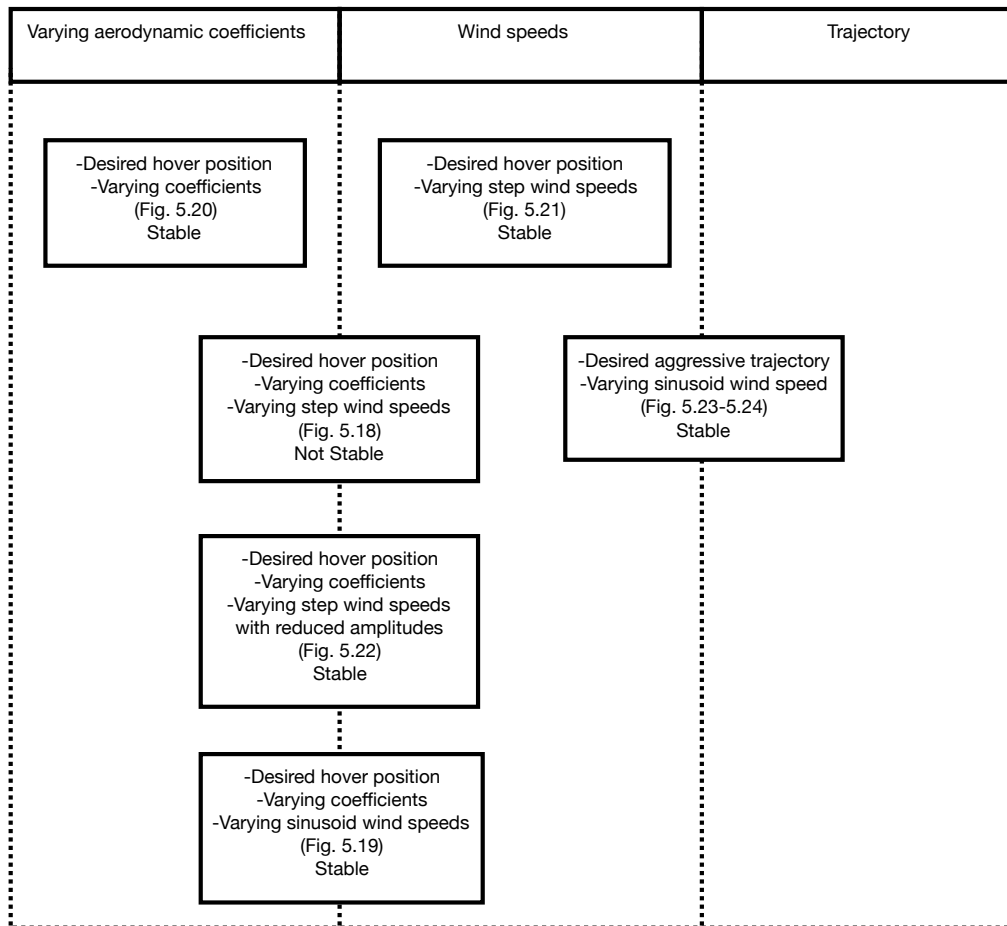 Varying aerodynamic coefficients
Wind speeds
Trajectory
-Desired hover position
-Varying coefficients
(Fig. 5.20)
Stable
-Desired hover position
-Varying step wind speeds
(Fig. 5.21)
Stable
-Desired hover position
-Varying coefficients
-Varying step wind speeds
(Fig. 5.18)
Not Stable
-Desired aggressive trajectory
-Varying sinusoid wind speed
(Fig. 5.23-5.24)
Stable
-Desired hover position
-Varying coefficients
-Varying step wind speeds
with reduced amplitudes
(Fig. 5.22)
Stable
-Desired hover position
-Varying coefficients
-Varying sinusoid wind speeds
(Fig. 5.19)
Stable